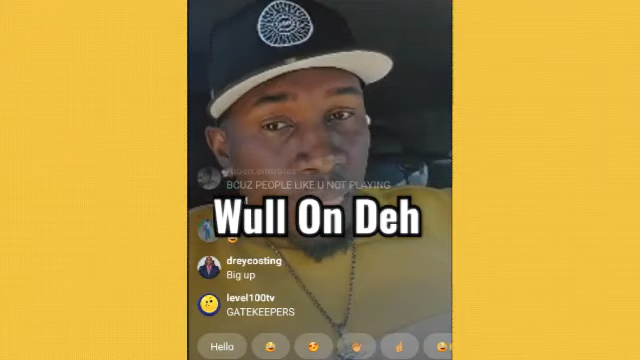 BCUZ PEOPLE LIKE U NOT PLAYING
Wull On Deh
dreycosting
Big up
level100tv
GATEKEEPERS
Hello